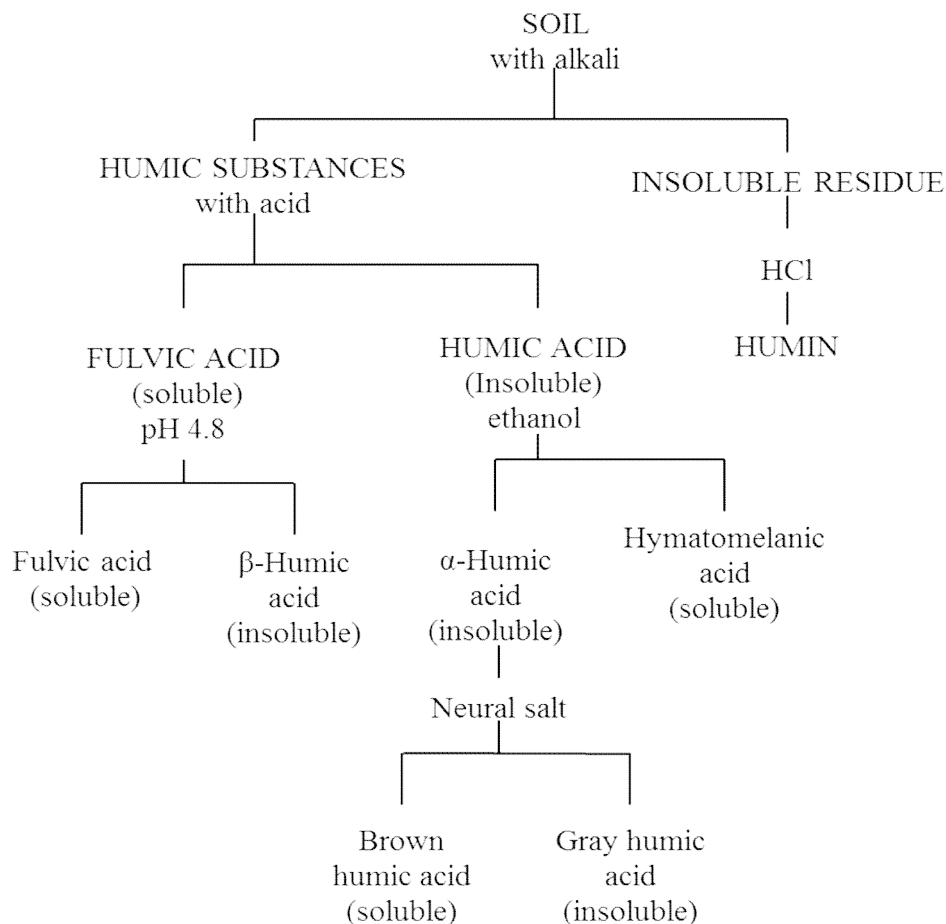 SOIL
with alkali
HUMIC SUBSTANCES
with acid
INSOLUBLE RESIDUE
HCl
HUMIN
FULVIC ACID
(soluble)
pH 4.8
HUMIC ACID
(Insoluble)
ethanol
Fulvic acid
(soluble)
β-Humic
acid
(insoluble)
α-Humic
acid
(insoluble)
Hymatomelanic
acid
(soluble)
Neural salt
Brown
humic acid
(soluble)
Gray humic
acid
(insoluble)